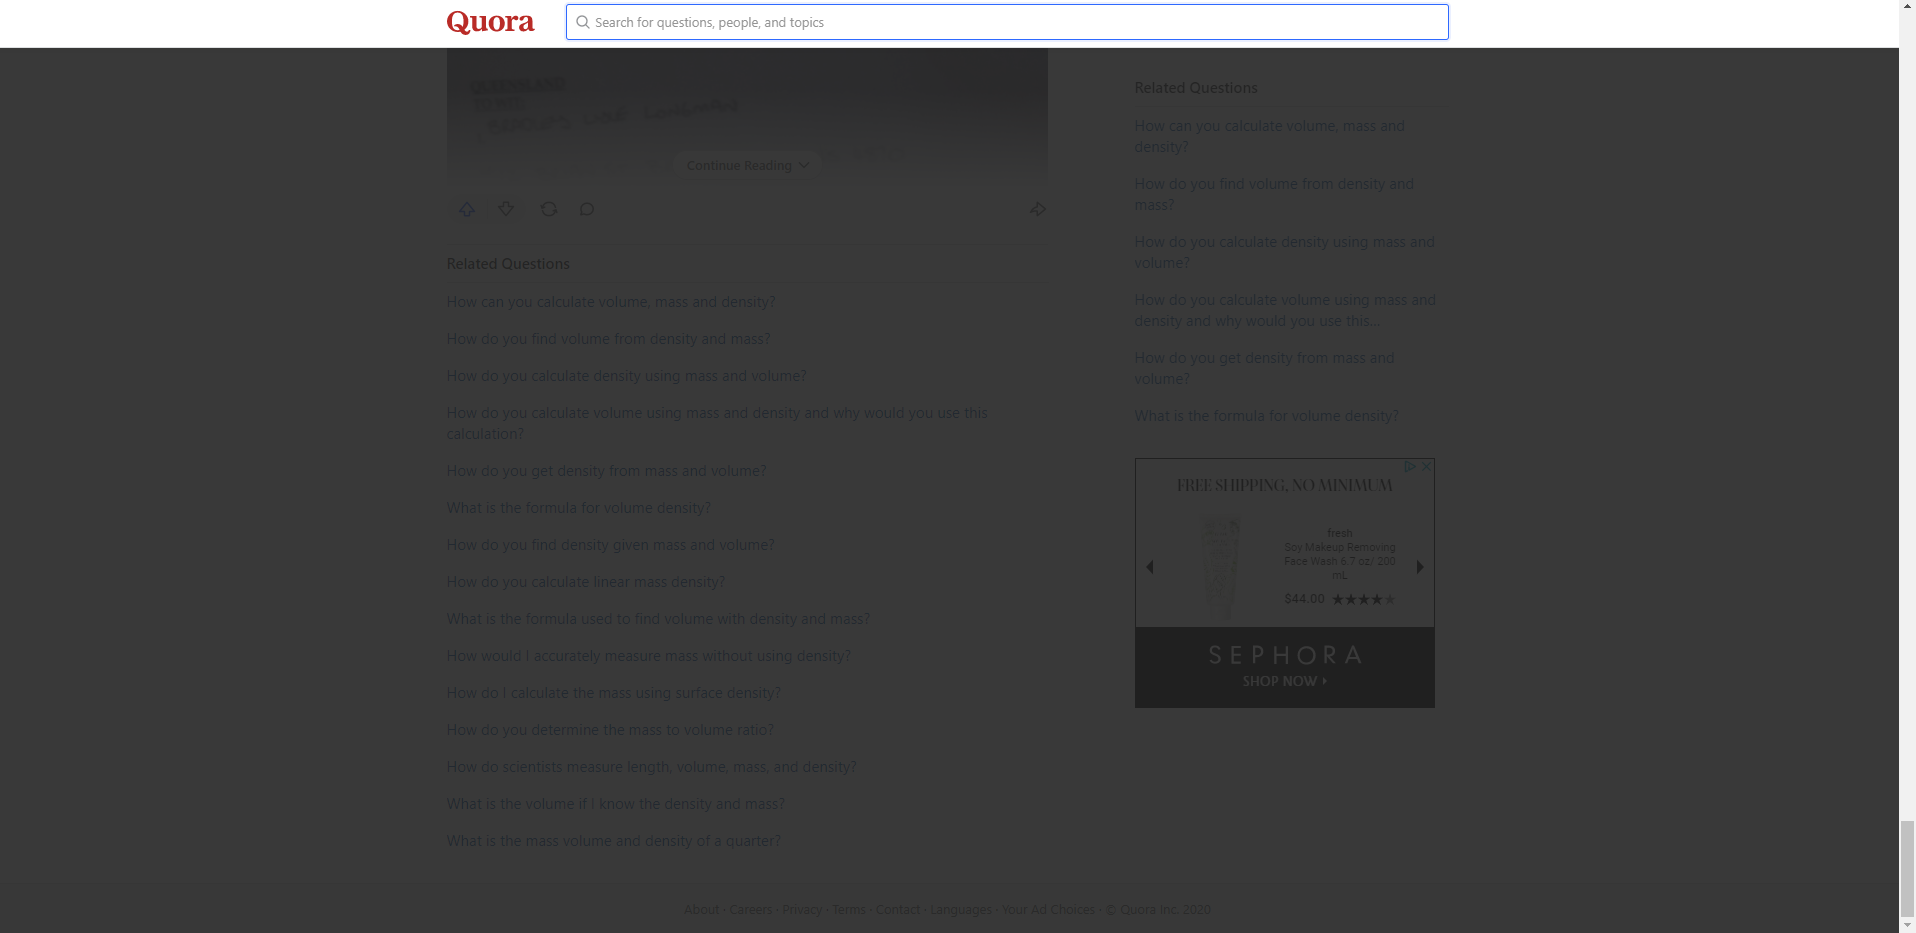 Quora
Search for questions, people, and topics
QUEENSLAND
Continue Reading
Related Questions
How can you calculate volume, mass and density?
How do you find volume from density and mass?
How do you calculate density using mass and volume?
How do you calculate volume using mass and density and why would you use this
calculation?
How do you get density from mass and volume?
What is the formula for volume density?
How do you find density given mass and volume?
How do you calculate linear mass density?
What is the formula used to find volume with density and mass?
How would I accurately measure mass without using density?
How do I calculate the mass using surface density?
How do you determine the mass to volume ratio?
How do scientists measure length, volume, mass, and density?
What is the volume if I know the density and mass?
What is the mass volume and density of a quarter?
Related Questions
How can you calculate volume, mass and
density?
How do you find volume from density and
mass?
How do you calculate density using mass and
volume?
How do you calculate volume using mass and
density and why would you use this...
How do you get density from mass and
volume?
What is the formula for volume density?
FREE SHIPPING, NO MINIMUM
fresh
Soy Makeup Removing
Face Wash 6.7 oz/ 200
mL
$44.00
SEPHORA
SHOP NOW
About · Careers · Privacy · Terms · Contact · Languages · Your Ad Choices · © Quora Inc. 2020